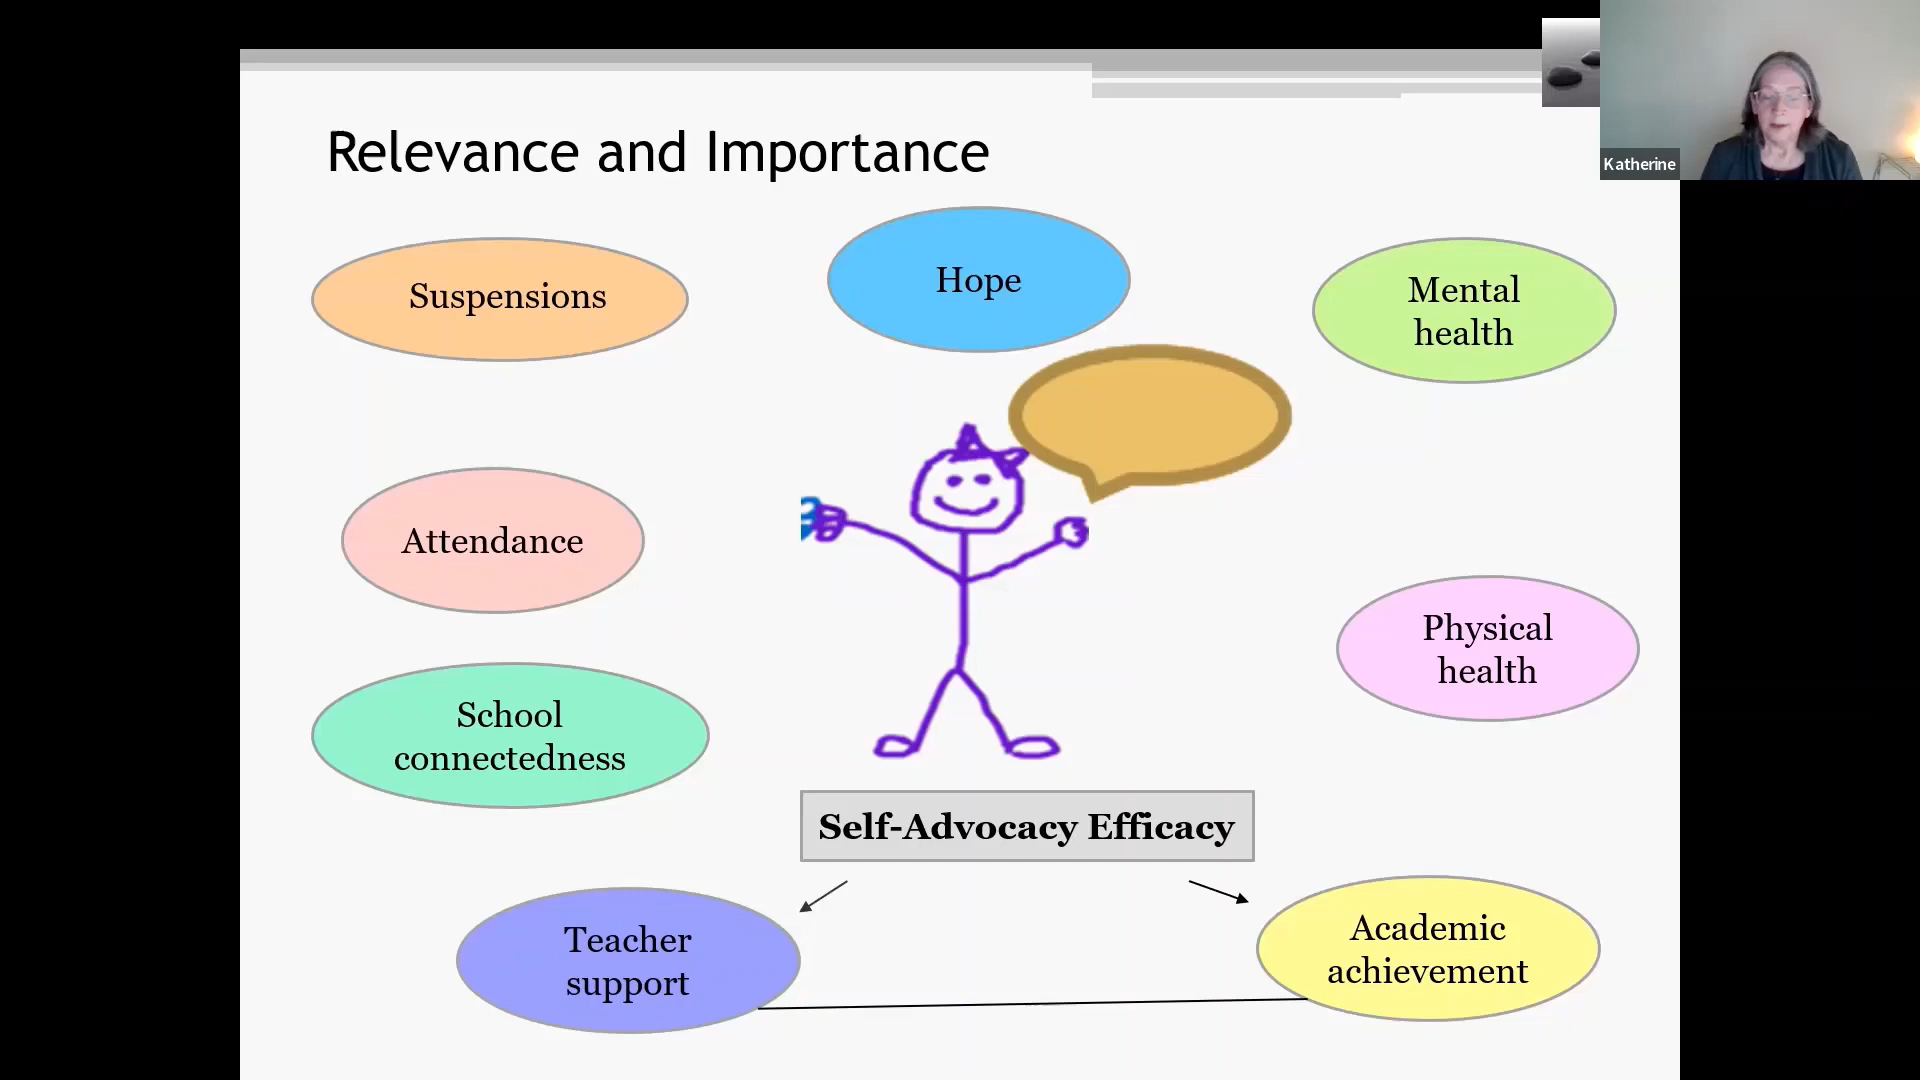 Katherine
Relevance and Importance
Suspensions
Hope
Mental
health
Attendance
Physical
health
School
connectedness
Self-Advocacy Efficacy
Teacher
support
Academic
achievement